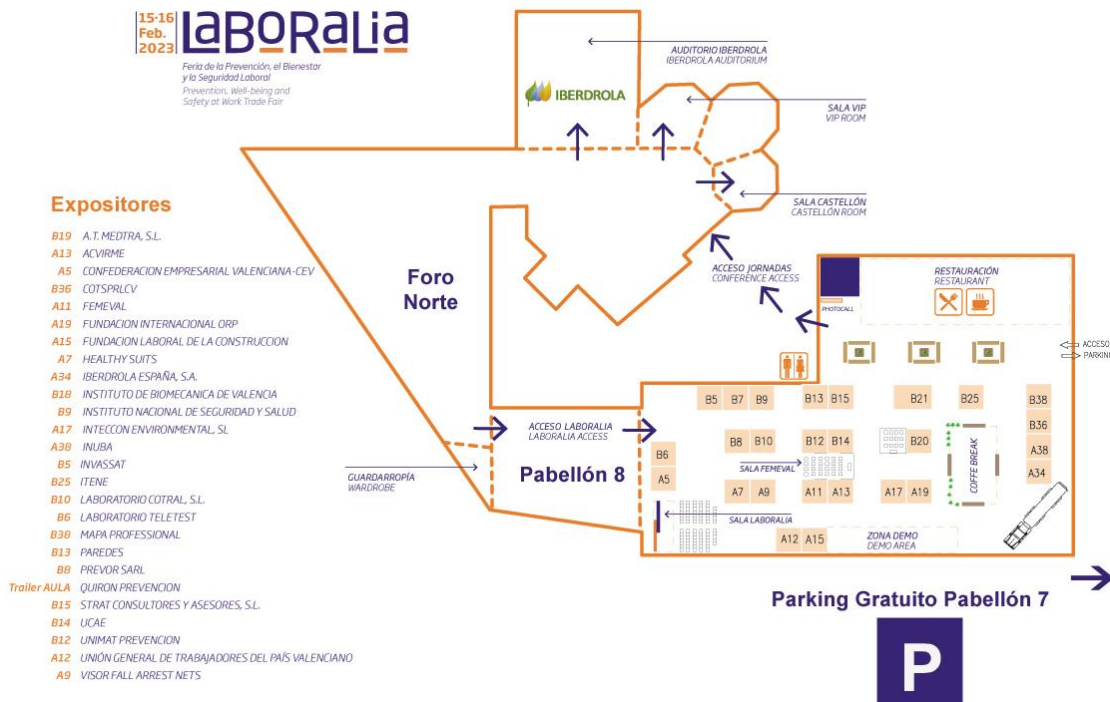 15-16
Feb.
2023
LaBORaLia
Feria de la Prevención, el Bienestar
y la Seguridad Laboral
Prevention, Well-being and
Safety at Work Trade Fair
AUDITORIO IBERDROLA
IBERDROLA AUDITORIUM
IBERDROLA
SALA VIP
VIP ROOM
SALA CASTELLÓN
CASTELLÓN ROOM
Expositores
B19 A.T. MEDTRA, S.L.
A13 ACVIRME
A5 CONFEDERACION EMPRESARIAL VALENCIANA-CEV
B36 COTSPRLCV
A11 FEMEVAL
A19 FUNDACION INTERNACIONAL ORP
A15 FUNDACION LABORAL DE LA CONSTRUCCION
A7 HEALTHY SUITS
A34 IBERDROLA ESPAÑA, S.A.
B18 INSTITUTO DE BIOMECANICA DE VALENCIA
B9 INSTITUTO NACIONAL DE SEGURIDAD Y SALUD
A17 INTECCON ENVIRONMENTAL, SL
A38 INUBA
B5 INVASSAT
B25 ITENE
B10 LABORATORIO COTRAL, S.L.
B6 LABORATORIO TELETEST
B38 MAPA PROFESSIONAL
B13 PAREDES
B8 PREVOR SARL
Trailer AULA QUIRON PREVENCION
B15 STRAT CONSULTORES Y ASESORES, S.L.
B14 UCAE
B12 UNIMAT PREVENCION
A12 UNIÓN GENERAL DE TRABAJADORES DEL PAÍS VALENCIANO
A9 VISOR FALL ARREST NETS
Foro
Norte
ACCESO JORNADAS
CONFERENCE ACCESS
PHOTOCALL
RESTAURACIÓN
RESTAURANT
ACCESO
PARKIN
B5 B7 B9 B13 B15 B21 B25 B38
B36
ACCESO LABORALIA
LABORALIA ACCESS
B6 B8 B10 B12 B14 B20
COFFE BREAK
A38
GUARDARROPÍA
WARDROBE
Pabellón 8
A5
SALA FEMEVAL
A34
A7 A9 A11 A13 A17 A19
SALA LABORALIA
A12 A15
ZONA DEMO
DEMO AREA
Parking Gratuito Pabellón 7
P